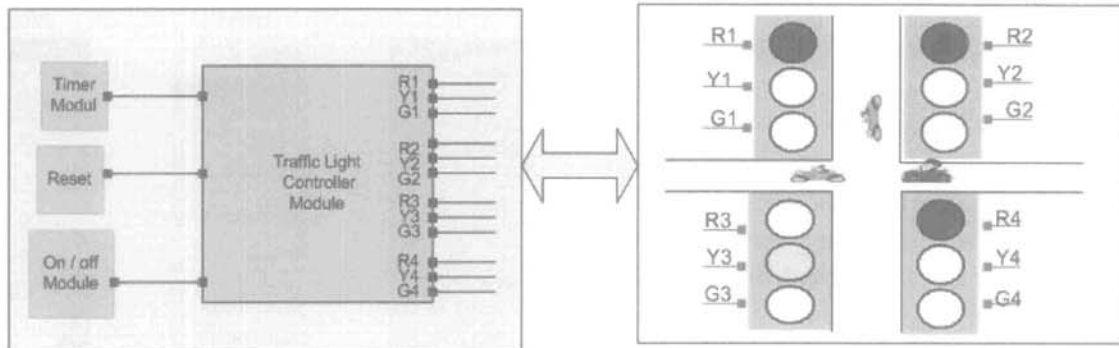 Timer
Modul
Reset
On / off
Module
Traffic Light
Controller
Module
R1
Y1
G1
R2
Y2
G2
R3
Y3
G3
R4
Y4
G4
R1
Y1
G1
R2
Y2
G2
R3
Y3
G3
R4
Y4
G4